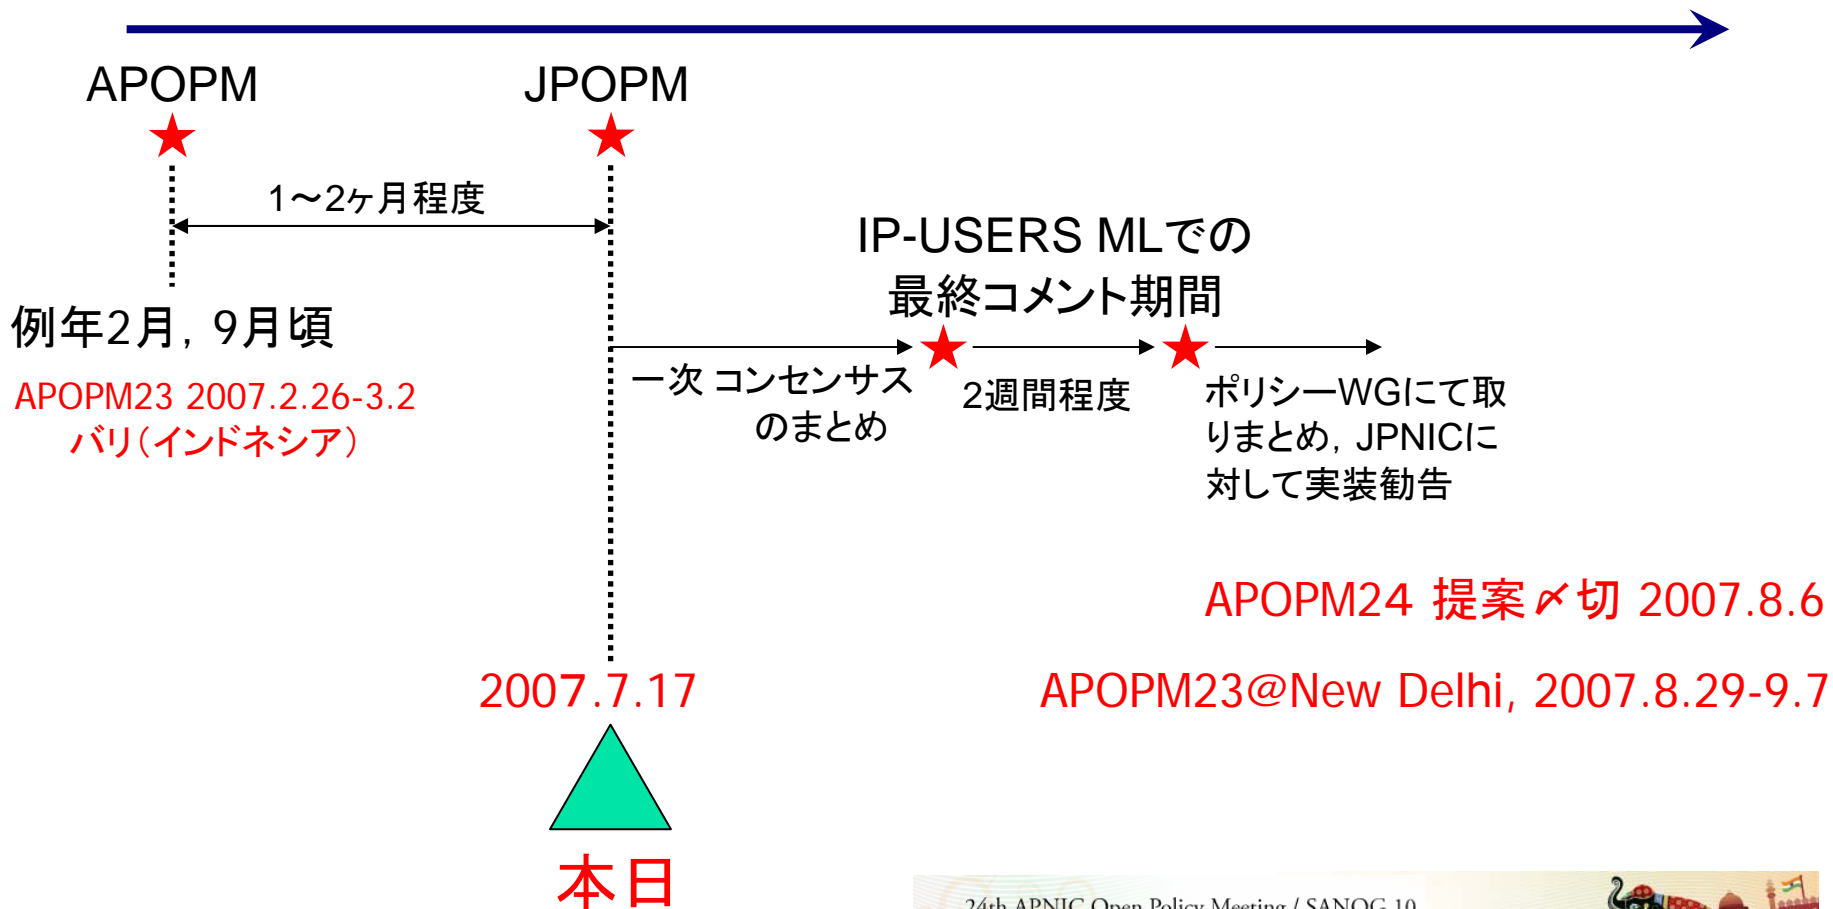 APOPM
JPOPM
1～2ヶ月程度
IP-USERS MLでの
最終コメント期間
例年2月, 9月頃
APOPM23 2007.2.26-3.2
バリ(インドネシア)
一次 コンセンサス
のまとめ
2週間程度
ポリシーWGにて取
りまとめ, JPNICに
対して実装勧告
APOPM24 提案〆切 2007.8.6
2007.7.17
APOPM23@New Delhi, 2007.8.29-9.7
本日
24th APNIC Open Policy Meeting / SANOG 10